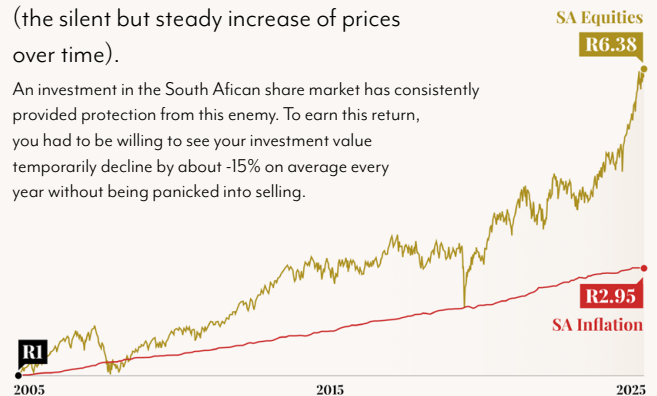 (the silent but steady increase of prices
over time).
An investment in the South Afican share market has consistently
provided protection from this enemy. To earn this return,
you had to be willing to see your investment value
temporarily decline by about -15% on average every
year without being panicked into selling.
SA Equities
R6.38
R1
R2.95
SA Inflation
2005
2015
2025